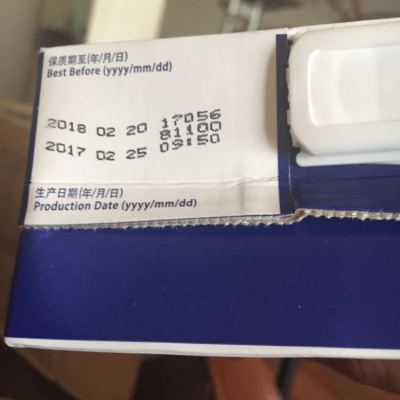 保质期至(年/月/日)
Best Before (yyyy/mm/dd)
2018 02 20 17056
81100
2017 02 25 09:50
生产日期(年/月/日)
Production Date (yyyy/mm/dd)